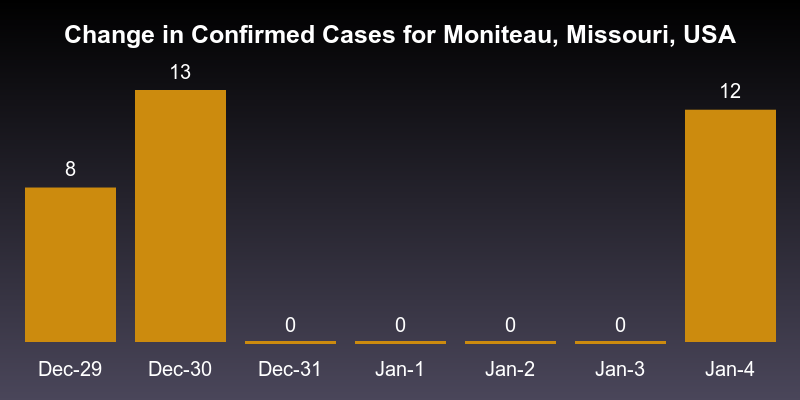 Change in Confirmed Cases for Moniteau, Missouri, USA
13
12
8
0 0 0 0
Dec-29 Dec-30 Dec-31 Jan-1 Jan-2 Jan-3 Jan-4